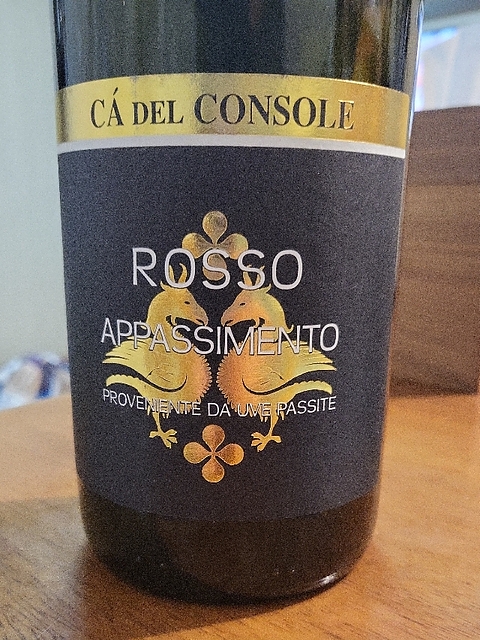 CÁ DEL CONSOLE
ROSSO
APPASSIMENTO
PROVENIENTE DA UVE PASSITE